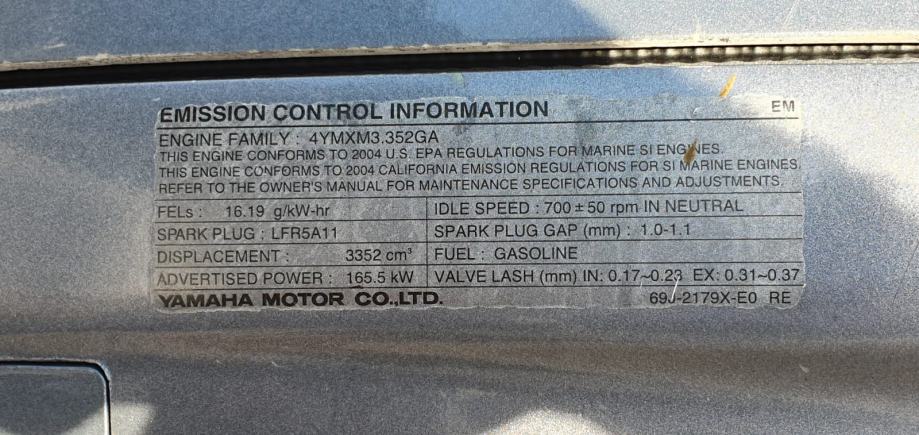 EMISSION CONTROL INFORMATION EM
ENGINE FAMILY : 4YMXM3.352GA
THIS ENGINE CONFORMS TO 2004 U.S. EPA REGULATIONS FOR MARINE SI ENGINES.
THIS ENGINE CONFORMS TO 2004 CALIFORNIA EMISSION REGULATIONS FOR SI MARINE ENGINES.
REFER TO THE OWNER'S MANUAL FOR MAINTENANCE SPECIFICATIONS AND ADJUSTMENTS.
FELs : 16.19 g/kW-hr IDLE SPEED : 700 ± 50 rpm IN NEUTRAL
SPARK PLUG : LFR5A11 SPARK PLUG GAP (mm) : 1.0-1.1
DISPLACEMENT : 3352 cm³ FUEL : GASOLINE
ADVERTISED POWER : 165.5 kW VALVE LASH (mm) IN: 0.17~0.23 EX: 0.31~0.37
YAMAHA MOTOR CO.,LTD. 69J-2179X-E0 RE